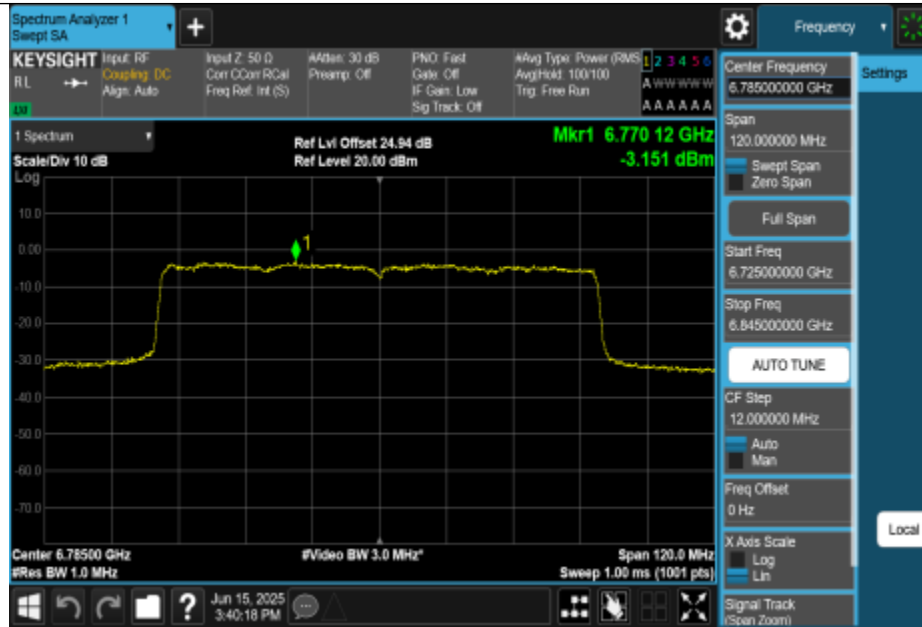 Spectrum Analyzer 1
Swept SA
+
Frequency
KEYSIGHT
RL
Input: RF
Coupling: DC
Align: Auto
Input Z: 50 Ω
Corr CCorr RCal
Freq Ref: Int (S)
#Atten: 30 dB
Preamp: Off
PNO: Fast
Gate: Off
IF Gain: Low
Sig Track: Off
#Avg Type: Power (RMS
Avg|Hold: 100/100
Trig: Free Run
1 2 3 4 5 6
A W W W W W
A A A A A A
LNI
1 Spectrum
Scale/Div 10 dB
Ref Lvl Offset 24.94 dB
Ref Level 20.00 dBm
Mkr1 6.770 12 GHz
-3.151 dBm
Log
10.0
0.00
-10.0
-20.0
-30.0
-40.0
-50.0
-60.0
-70.0
1
Center 6.78500 GHz
#Res BW 1.0 MHz
#Video BW 3.0 MHz*
Span 120.0 MHz
Sweep 1.00 ms (1001 pts)
Jun 15, 2025
3:40:18 PM
Center Frequency
6.785000000 GHz
Settings
Span
120.000000 MHz
Swept Span
Zero Span
Full Span
Start Freq
6.725000000 GHz
Stop Freq
6.845000000 GHz
AUTO TUNE
CF Step
12.000000 MHz
Auto
Man
Freq Offset
0 Hz
X Axis Scale
Log
Lin
Local
Signal Track
(Span Zoom)